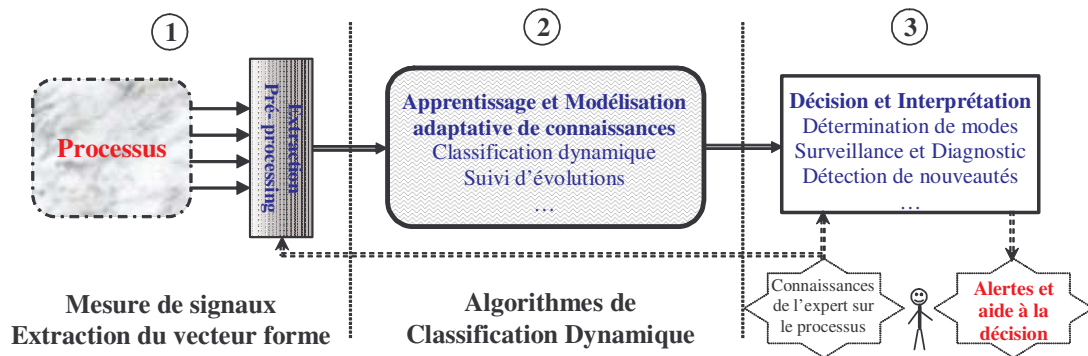 1
2
3
Processus
Extraction
Pré- processing
Apprentissage et Modélisation
adaptative de connaissances
Classification dynamique
Suivi d'évolutions
…
Décision et Interprétation
Détermination de modes
Surveillance et Diagnostic
Détection de nouveautés
…
Mesure de signaux
Extraction du vecteur forme
Algorithmes de
Classification Dynamique
Connaissances
de l'expert sur
le processus
Alertes et
aide à la
décision